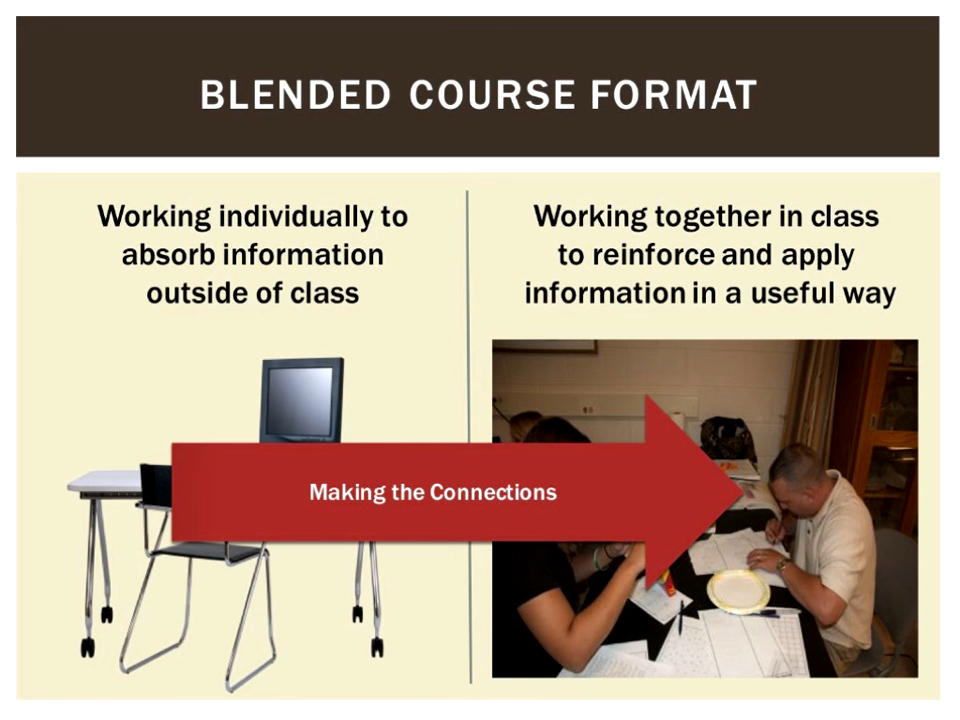 BLENDED COURSE FORMAT
Working individually to
absorb information
outside of class
Working together in class
to reinforce and apply
information in a useful way
Making the Connections